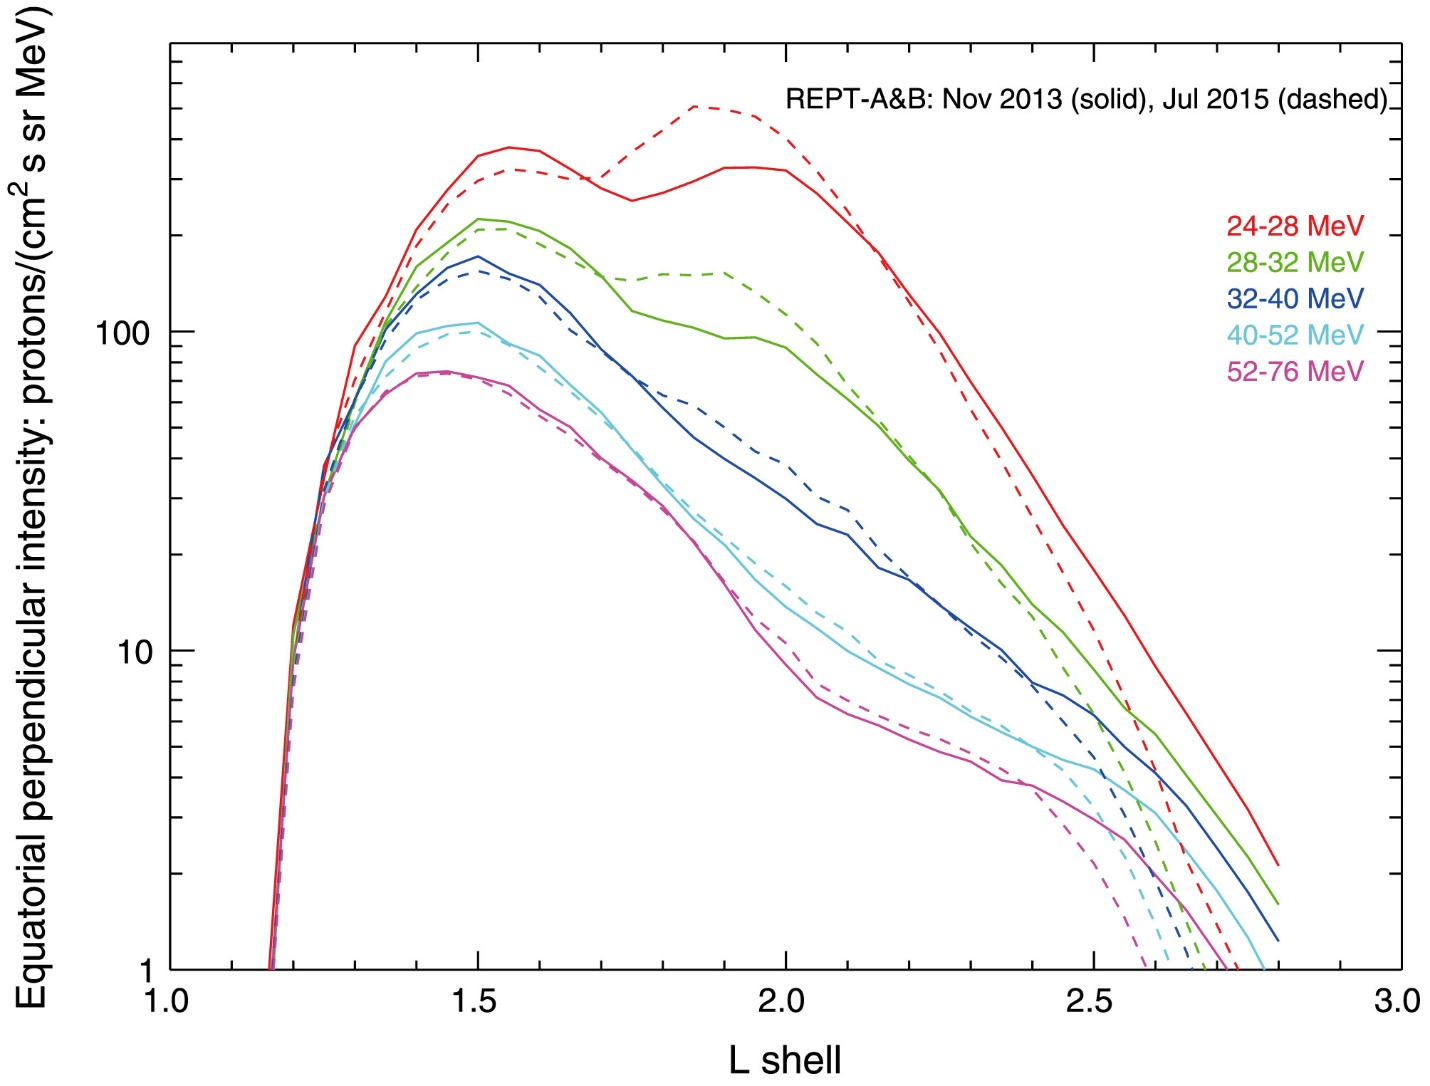 Equatorial perpendicular intensity: protons/(cm² s sr MeV)
REPT-A&B: Nov 2013 (solid), Jul 2015 (dashed)
24-28 MeV
28-32 MeV
32-40 MeV
40-52 MeV
52-76 MeV
100
10
1
1.0 1.5 2.0 2.5 3.0
L shell